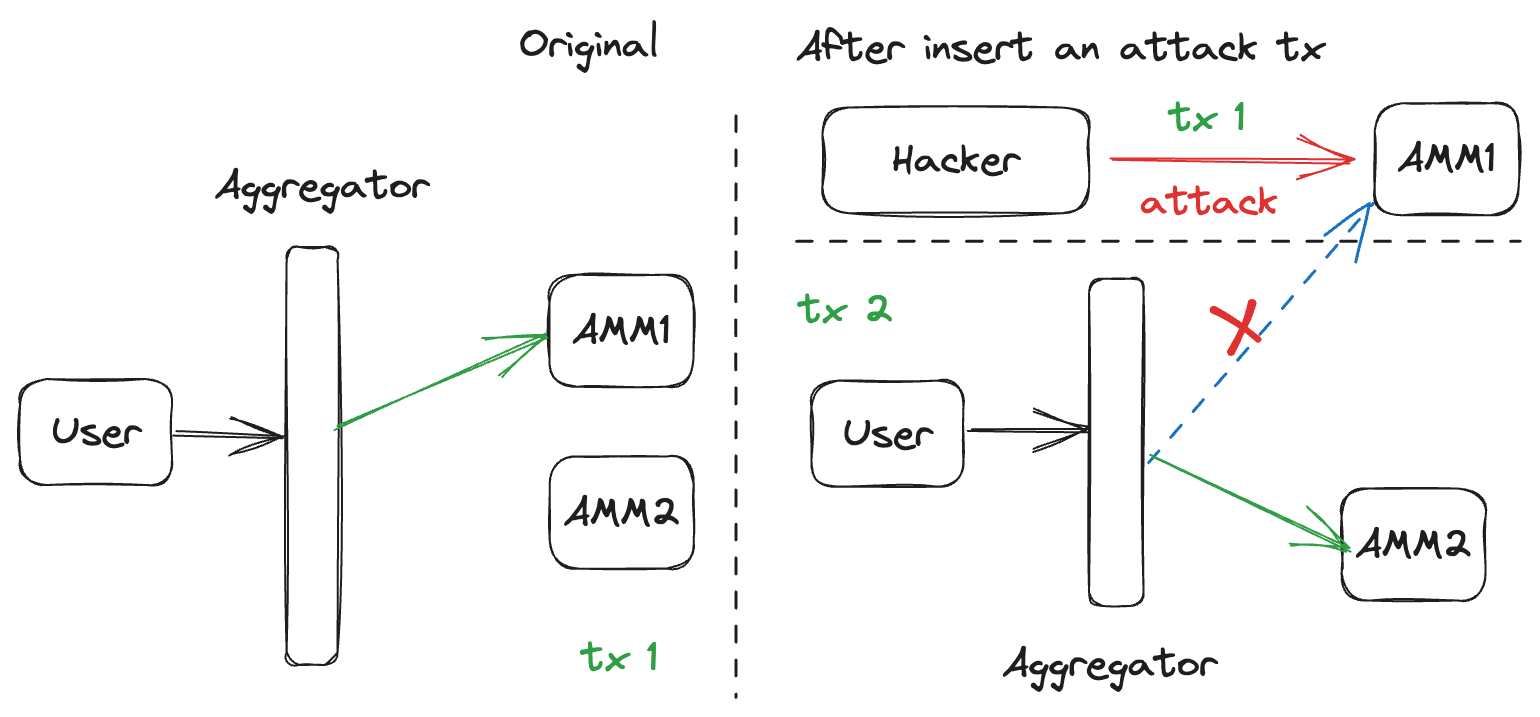 Original
Aggregator
User
AMM1
AMM2
tx 1
After insert an attack tx
Hacker
tx 1
attack
AMM1
tx 2
User
AMM2
Aggregator